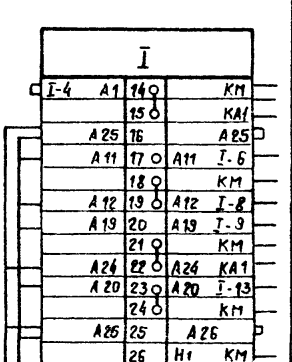 I
I-4 A1 14 KM
15 KA1
A25 16 A25
A11 17 A11 I-6
18 KM
A12 19 A12 I-8
A19 20 A19 I-9
21 KM
A24 22 A24 KA1
A20 23 A20 I-13
24 KM
A26 25 A26
26 H1 KM